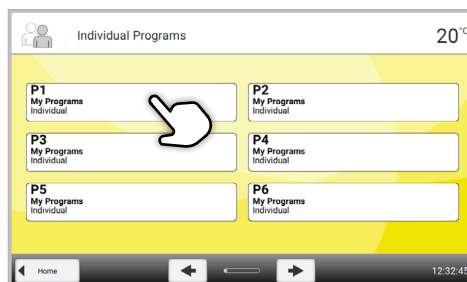 Individual Programs
20°C
P1
My Programs
Individual
P2
My Programs
Individual
P3
My Programs
Individual
P4
My Programs
Individual
P5
My Programs
Individual
P6
My Programs
Individual
Home
12:32:45